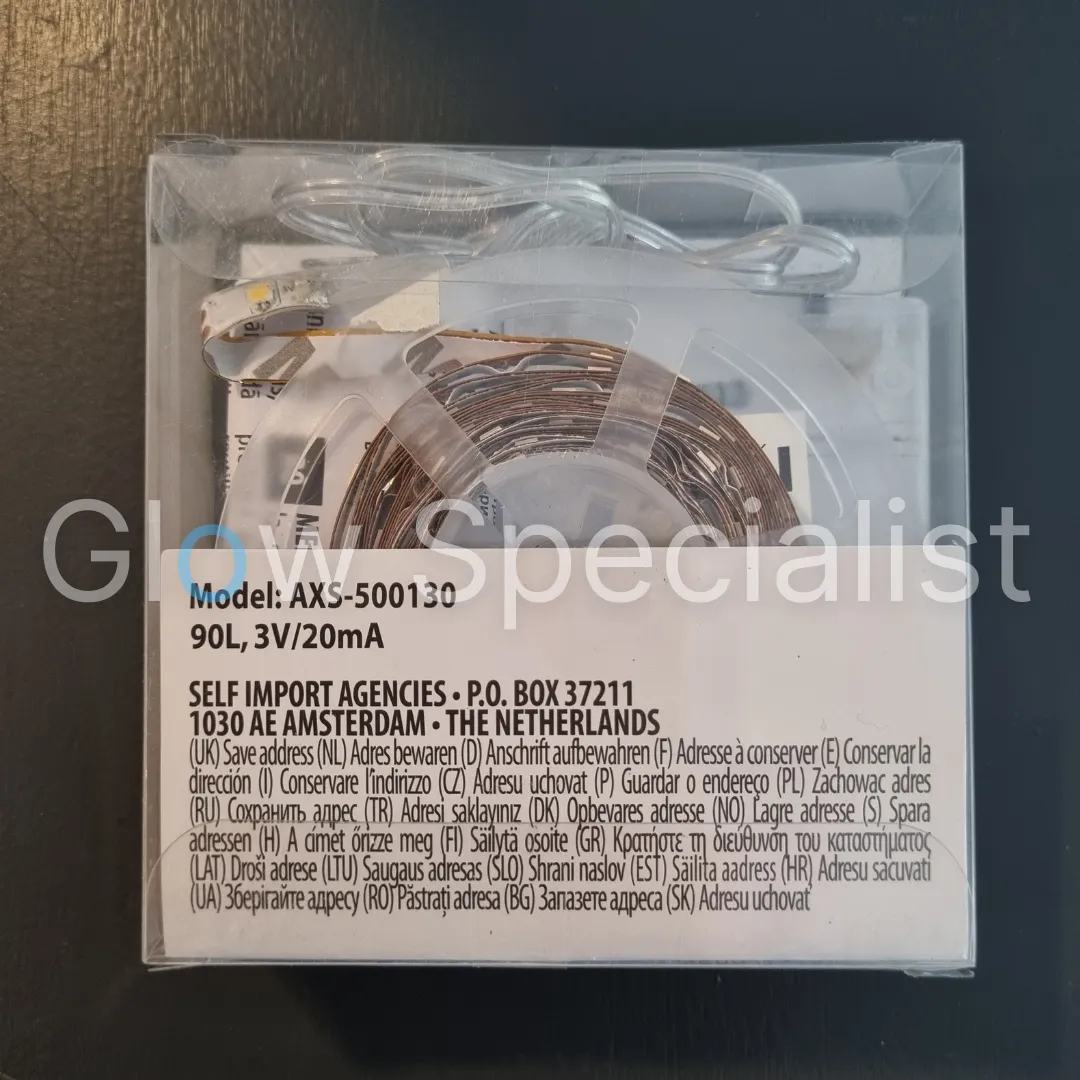 Glow Specialist
Model: AXS-500130
90L, 3V/20mA
SELF IMPORT AGENCIES • P.O. BOX 37211
1030 AE AMSTERDAM • THE NETHERLANDS
(UK) Save address (NL) Adres bewaren (D) Anschrift aufbewahren (F) Adresse à conserver (E) Conservar la
dirección (I) Conservare l'indirizzo (CZ) Adresu uchovat (P) Guardar o endereço (PL) Zachowac adres
(RU) Сохранить адрес (TR) Adresi saklayınız (DK) Opbevares adresse (NO) Lagre adresse (S) Spara
adressen (H) A címet őrizze meg (FI) Säilytä osoite (GR) Κρατήστε τη διεύθυνση του καταστήματος
(LAT) Droši adrese (LTU) Saugaus adresas (SLO) Shrani naslov (EST) Säilita aadress (HR) Adresu sačuvati
(UA) Зберігайте адресу (RO) Păstrați adresa (BG) Запазете адреса (SK) Adresu uchovať